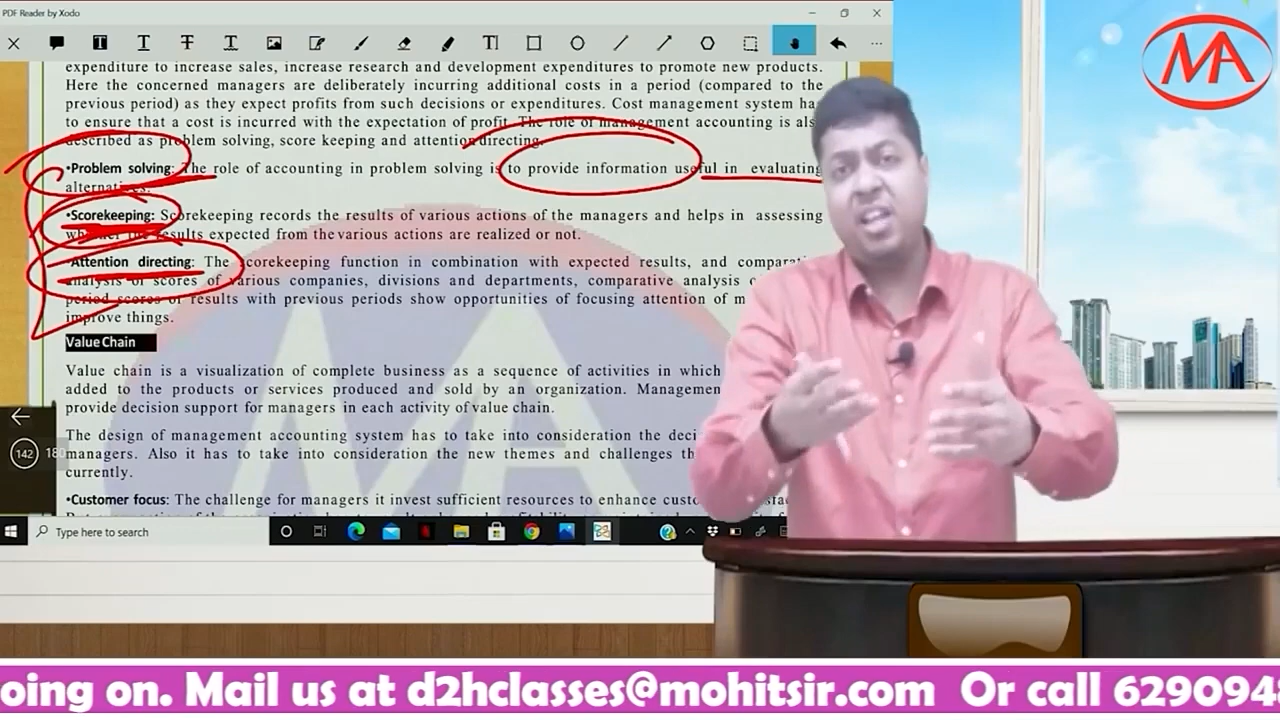 PDF Reader by Xodo
expenditure to increase sales, increase research and development expenditures to promote new products.
Here the concerned managers are deliberately incurring additional costs in a period (compared to the
previous period) as they expect profits from such decisions or expenditures. Cost management system has
to ensure that a cost is incurred with the expectation of profit. The role of management accounting is als
described as problem solving, score keeping and attention directing.
•Problem solving: The role of accounting in problem solving is to provide information useful in evaluating
alternatives.
•Scorekeeping: Scorekeeping records the results of various actions of the managers and helps in assessing
whether the results expected from the various actions are realized or not.
•Attention directing: The scorekeeping function in combination with expected results, and comparati
analysis of scores of various companies, divisions and departments, comparative analysis o
period scores of results with previous periods show opportunities of focusing attention of m
improve things.
Value Chain
Value chain is a visualization of complete business as a sequence of activities in which
added to the products or services produced and sold by an organization. Managemen
provide decision support for managers in each activity of value chain.
The design of management accounting system has to take into consideration the deci
managers. Also it has to take into consideration the new themes and challenges th
currently.
•Customer focus: The challenge for managers it invest sufficient resources to enhance custo
142
Type here to search
MA
oing on. Mail us at d2hclasses@mohitsir.com Or call 629094